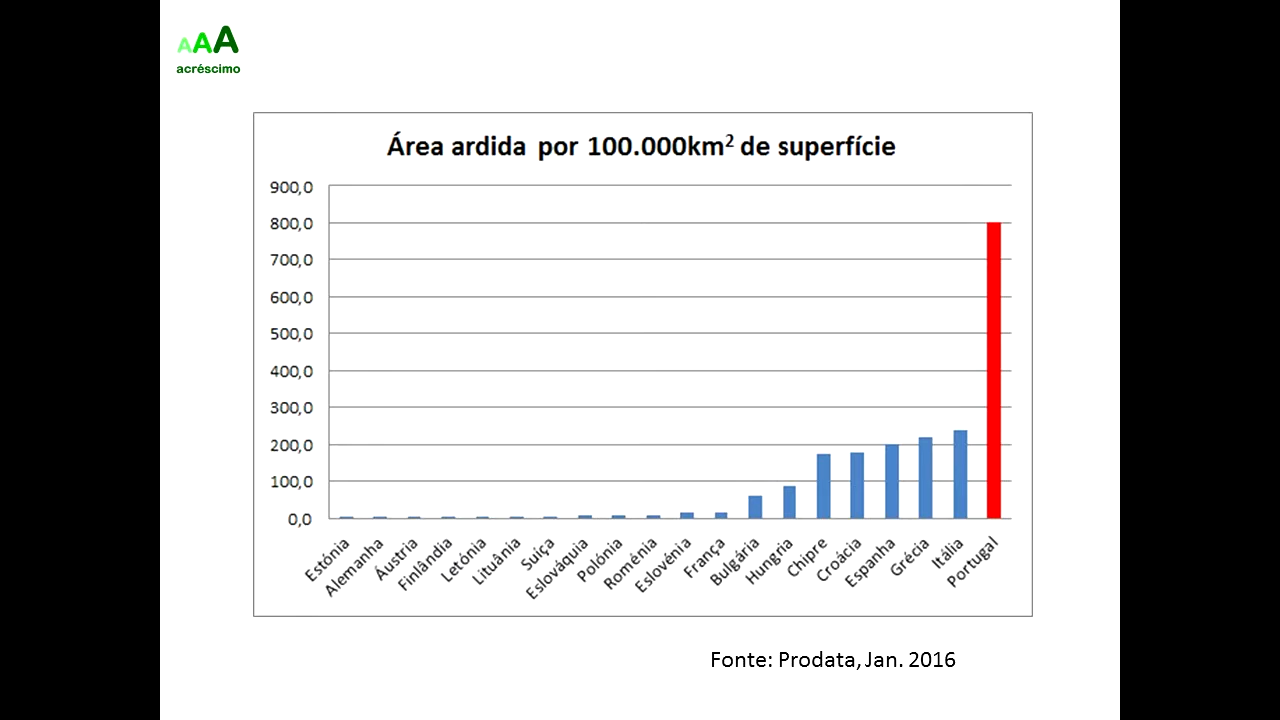 AAA
acréscimo
Área ardida por 100.000km² de superfície
900,0
800,0
700,0
600,0
500,0
400,0
300,0
200,0
100,0
0,0
Estónia
Alemanha
Áustria
Finlândia
Letónia
Lituânia
Suíça
Eslováquia
Polónia
Roménia
Eslovénia
França
Bulgária
Hungria
Chipre
Croácia
Espanha
Grécia
Itália
Portugal
Fonte: Prodata, Jan. 2016